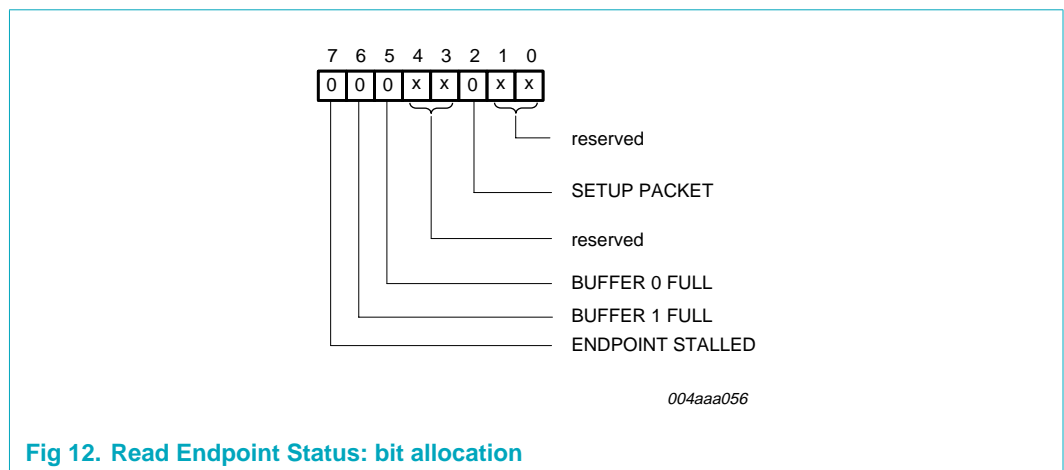 7 6 5 4 3 2 1 0
0 0 0 x x 0 x x
reserved
SETUP PACKET
reserved
BUFFER 0 FULL
BUFFER 1 FULL
ENDPOINT STALLED
004aaa056
Fig 12. Read Endpoint Status: bit allocation